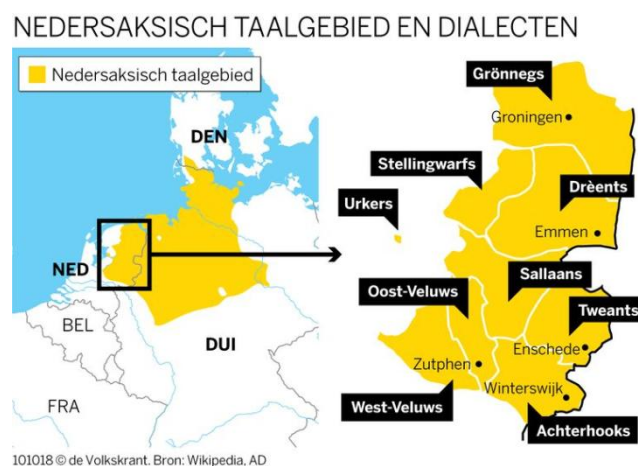 NEDERSAKSISCH TAALGEBIED EN DIALECTEN
Nedersaksisch taalgebied
DEN
NED
BEL
DUI
FRA
Grönnegs
Groningen
Stellingwarfs
Drèents
Urkers
Emmen
Sallaans
Oost-Veluws
Tweants
Enschede
Zutphen
Winterswijk
West-Veluws
Achterhooks
101018 © de Volkskrant. Bron: Wikipedia, AD